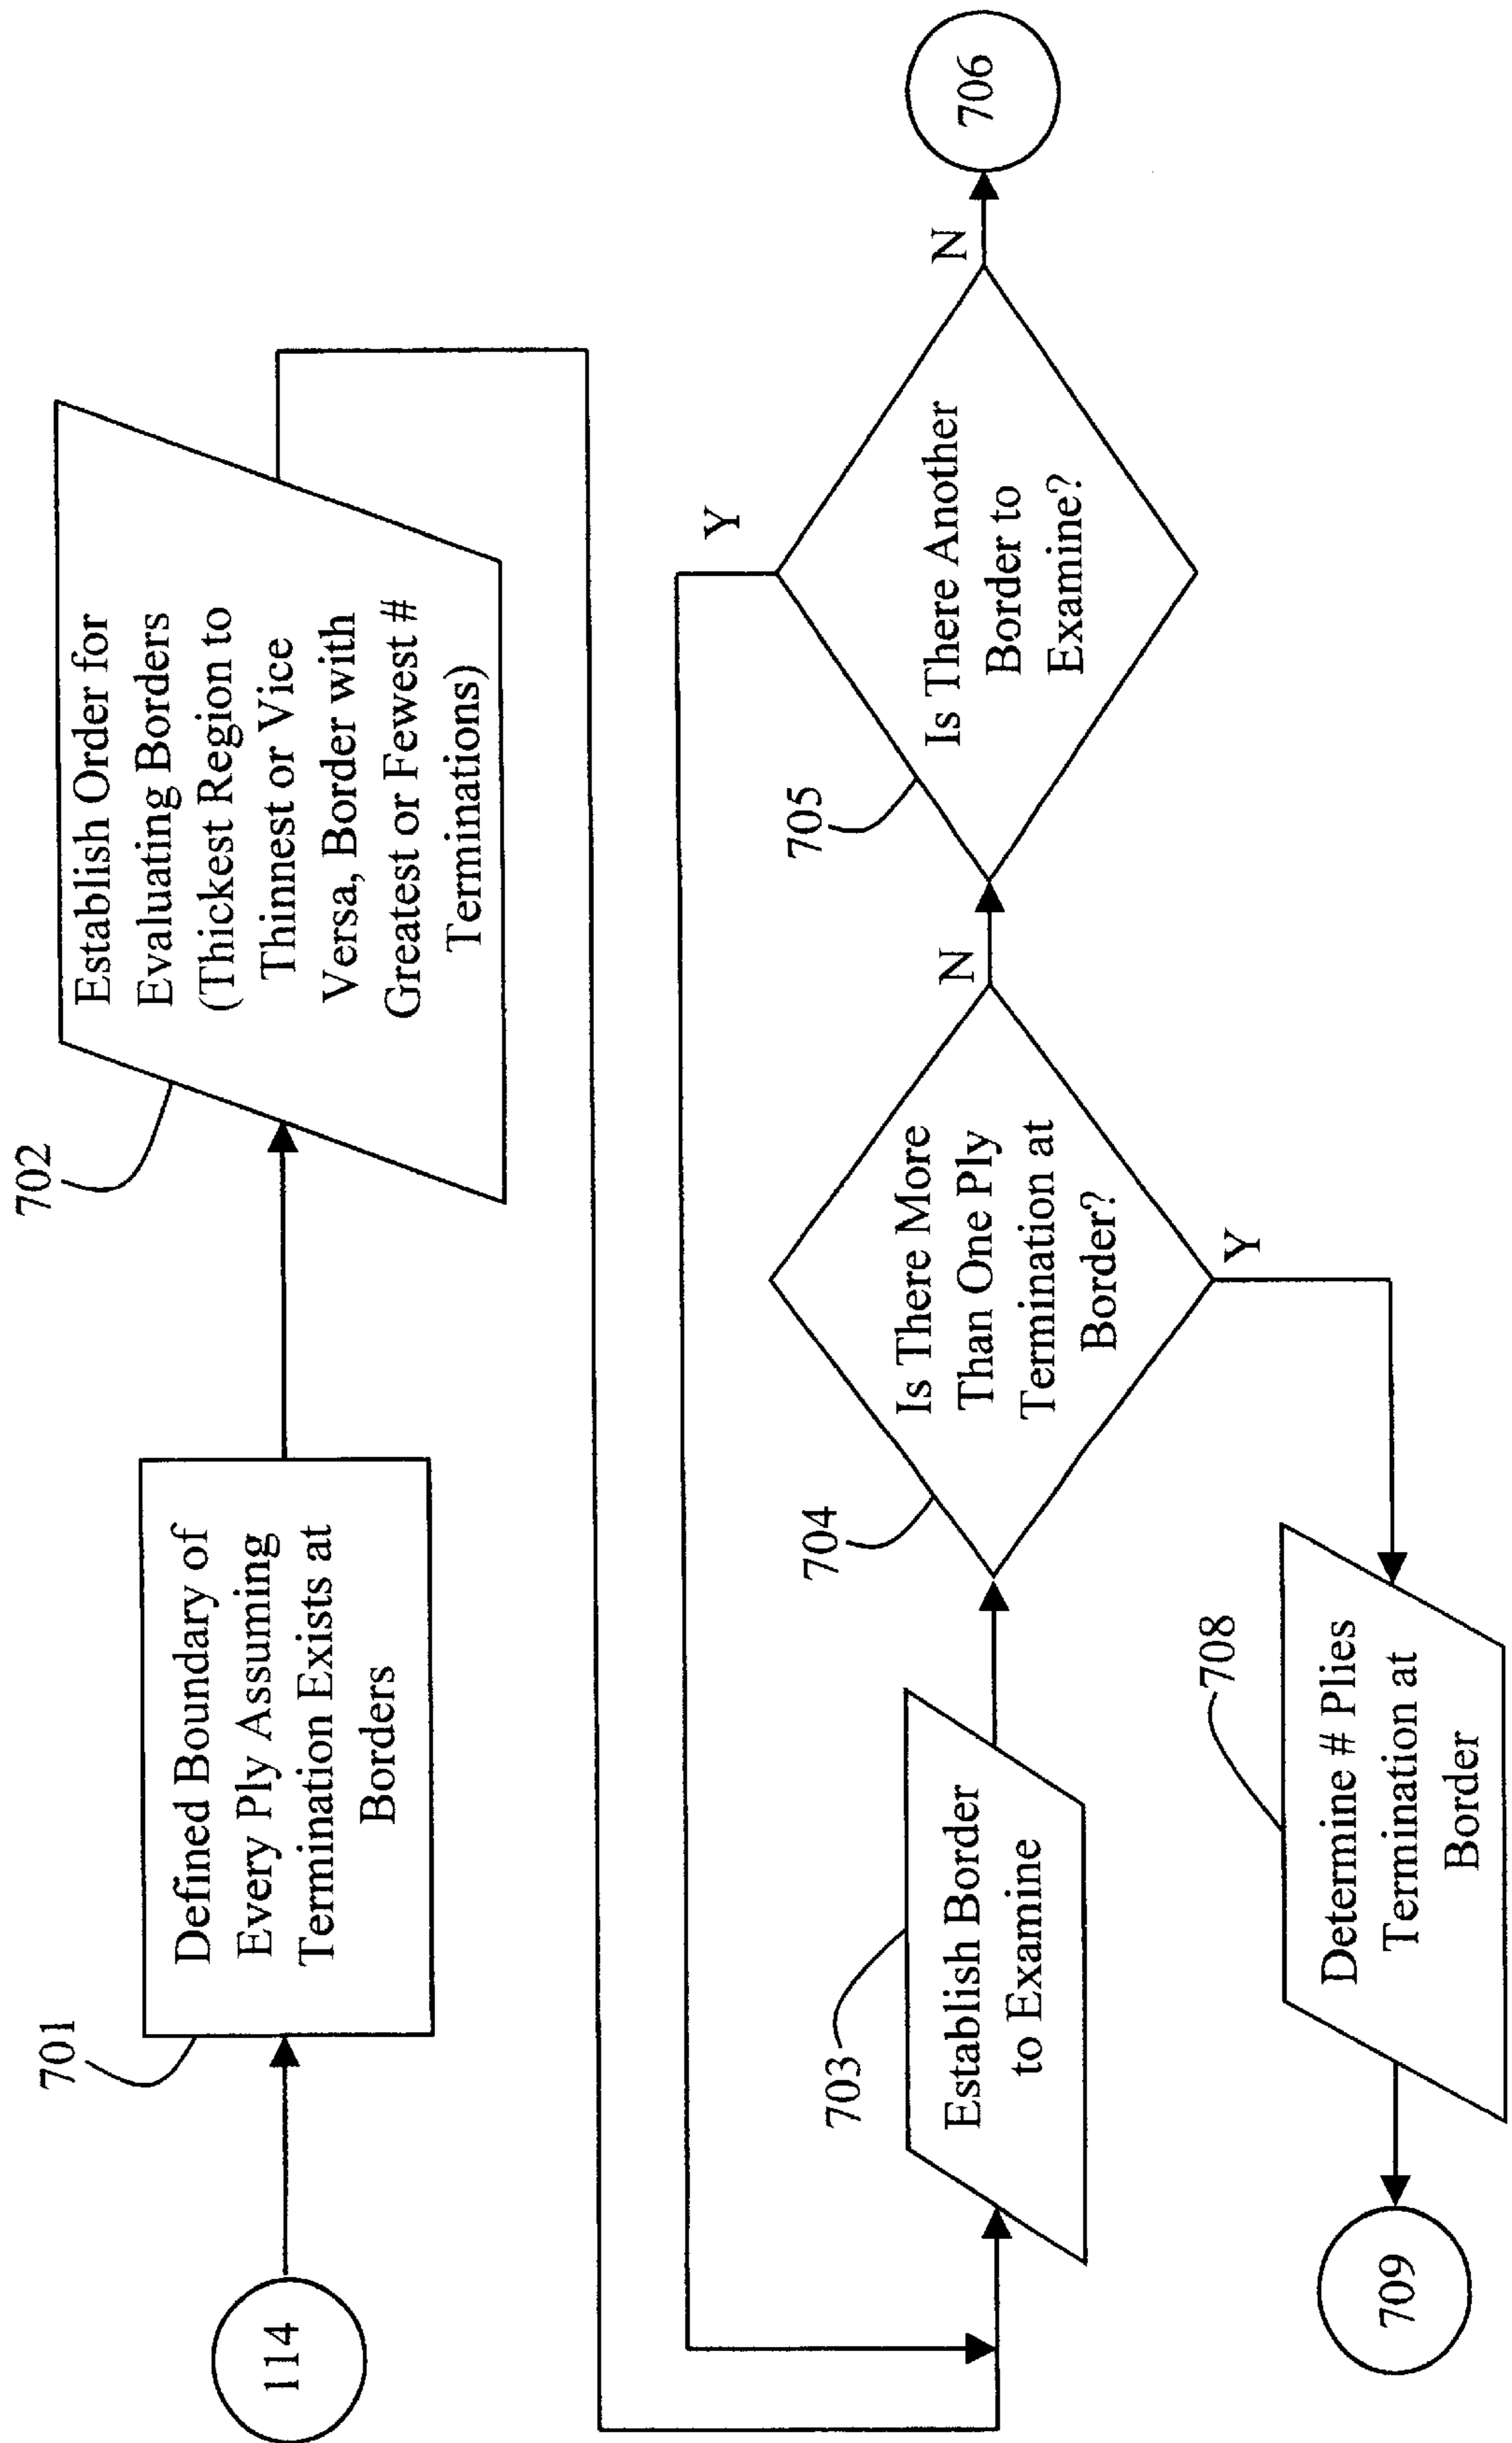 114
701
Defined Boundary of
Every Ply Assuming
Termination Exists at
Borders
702
Establish Order for
Evaluating Borders
(Thickest Region to
Thinnest or Vice
Versa, Border with
Greatest or Fewest #
Terminations)
703
Establish Border
to Examine
704
Is There More
Than One Ply
Termination at
Border?
N
Y
705
Is There Another
Border to
Examine?
Y
N
706
708
Determine # Plies
Termination at
Border
709